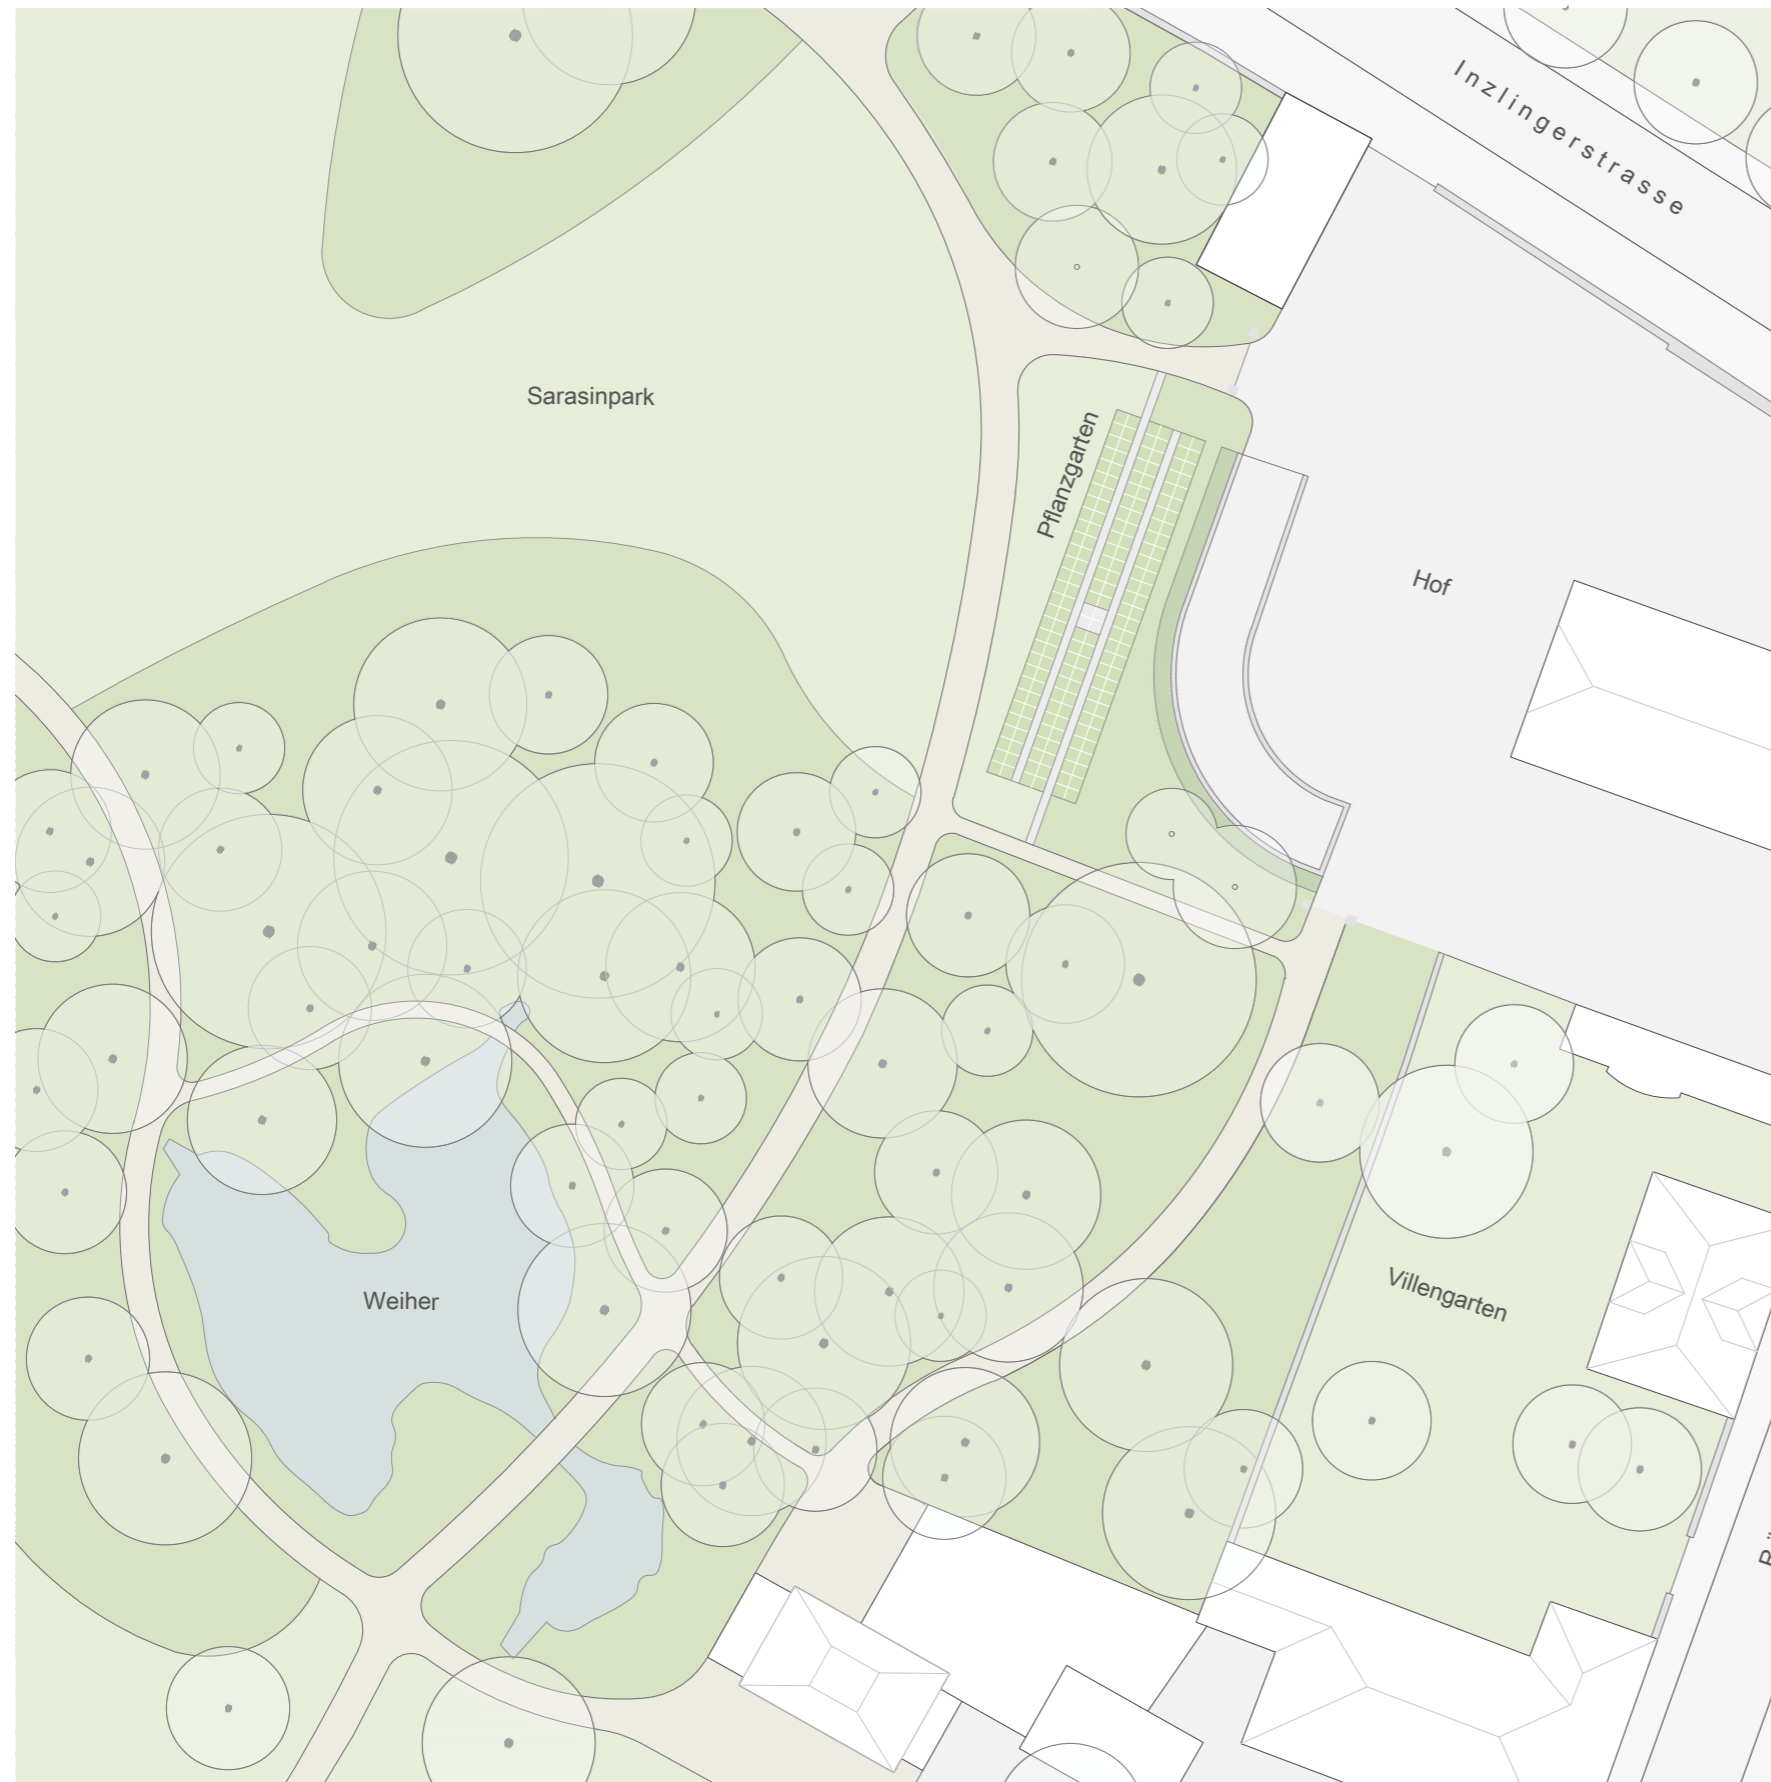 Inzlingerstrasse
Sarasinpark
Pflanzgarten
Hof
Villengarten
Weiher